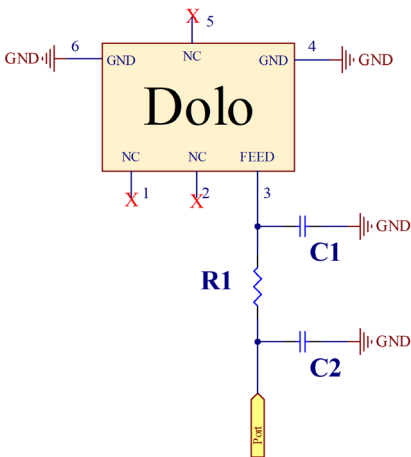 X 5
6
4
GND
GND
NC
GND
GND
Dolo
NC
NC
FEED
X 1
X 2
3
GND
C1
R1
GND
C2
Port